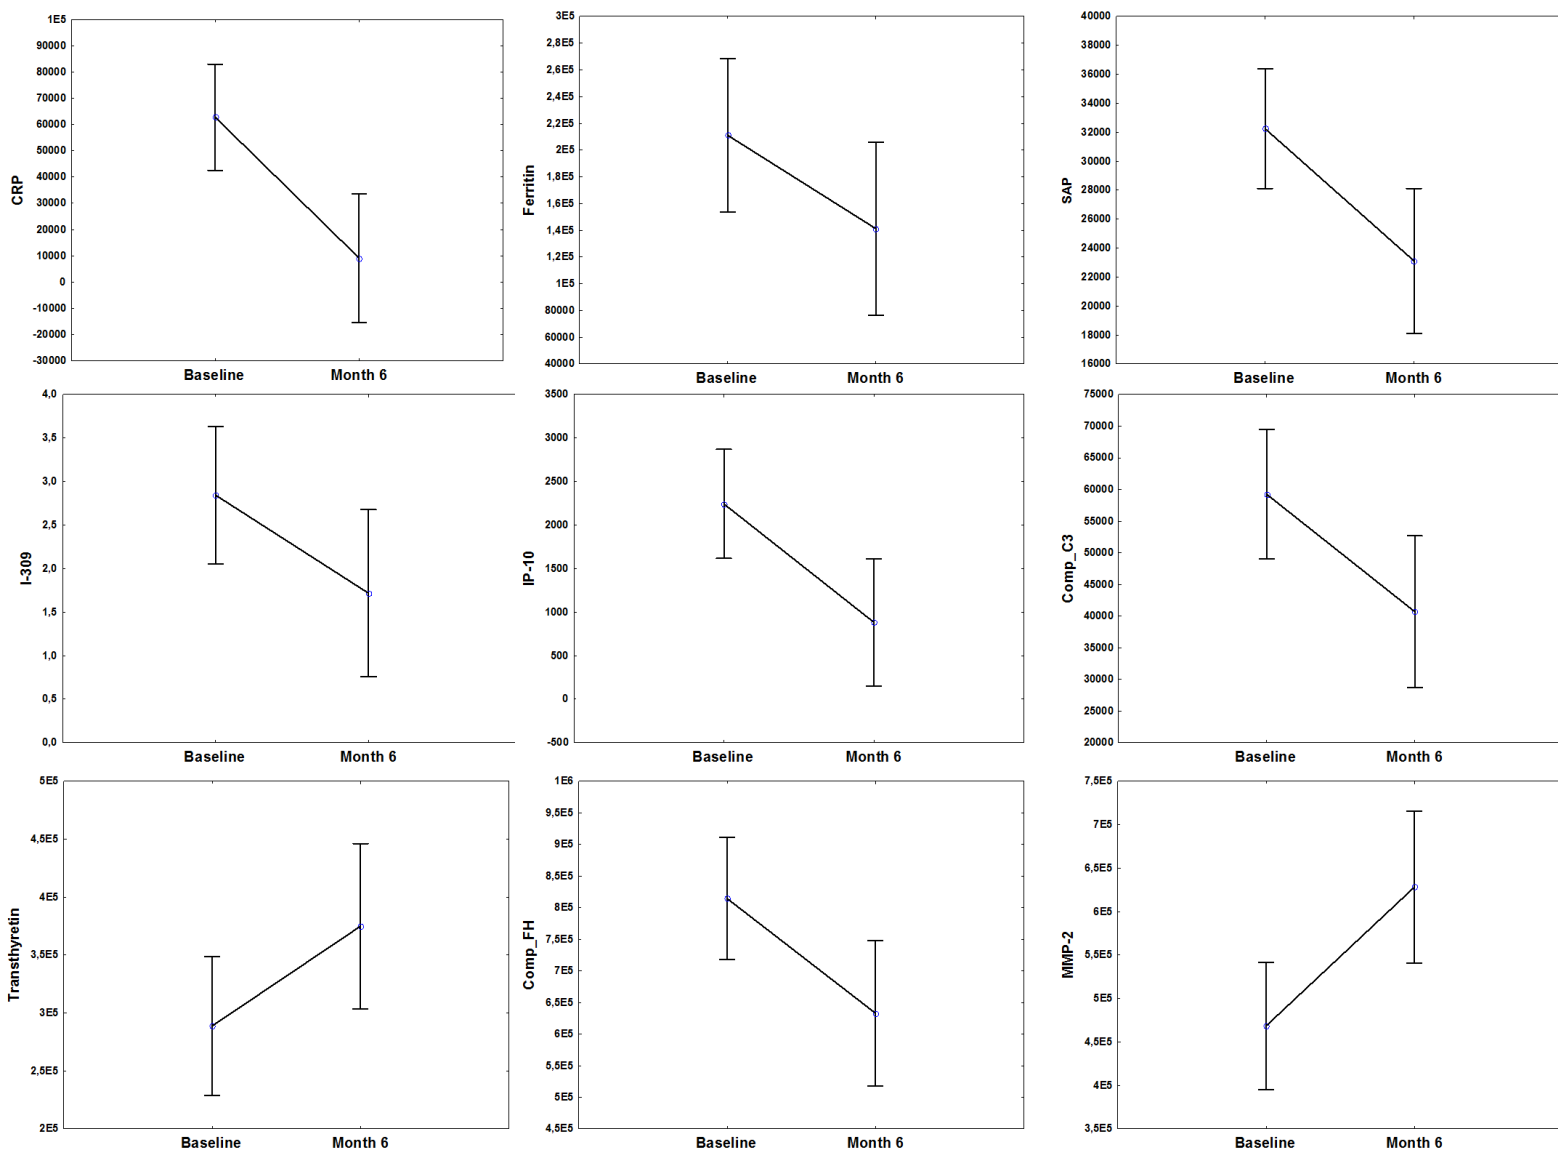 CRP
1E5
90000
80000
70000
60000
50000
40000
30000
20000
10000
0
-10000
-20000
-30000
Baseline Month 6
Ferritin
3E5
2,8E5
2,6E5
2,4E5
2,2E5
2E5
1,8E5
1,6E5
1,4E5
1,2E5
1E5
80000
60000
40000
Baseline Month 6
SAP
40000
38000
36000
34000
32000
30000
28000
26000
24000
22000
20000
18000
16000
Baseline Month 6
I-309
4,0
3,5
3,0
2,5
2,0
1,5
1,0
0,5
0,0
Baseline Month 6
IP-10
3500
3000
2500
2000
1500
1000
500
0
-500
Baseline Month 6
Comp_C3
75000
70000
65000
60000
55000
50000
45000
40000
35000
30000
25000
20000
Baseline Month 6
Transthyretin
5E5
4,5E5
4E5
3,5E5
3E5
2,5E5
2E5
Baseline Month 6
Comp_FH
1E6
9,5E5
9E5
8,5E5
8E5
7,5E5
7E5
6,5E5
6E5
5,5E5
5E5
4,5E5
Baseline Month 6
MMP-2
7,5E5
7E5
6,5E5
6E5
5,5E5
5E5
4,5E5
4E5
3,5E5
Baseline Month 6